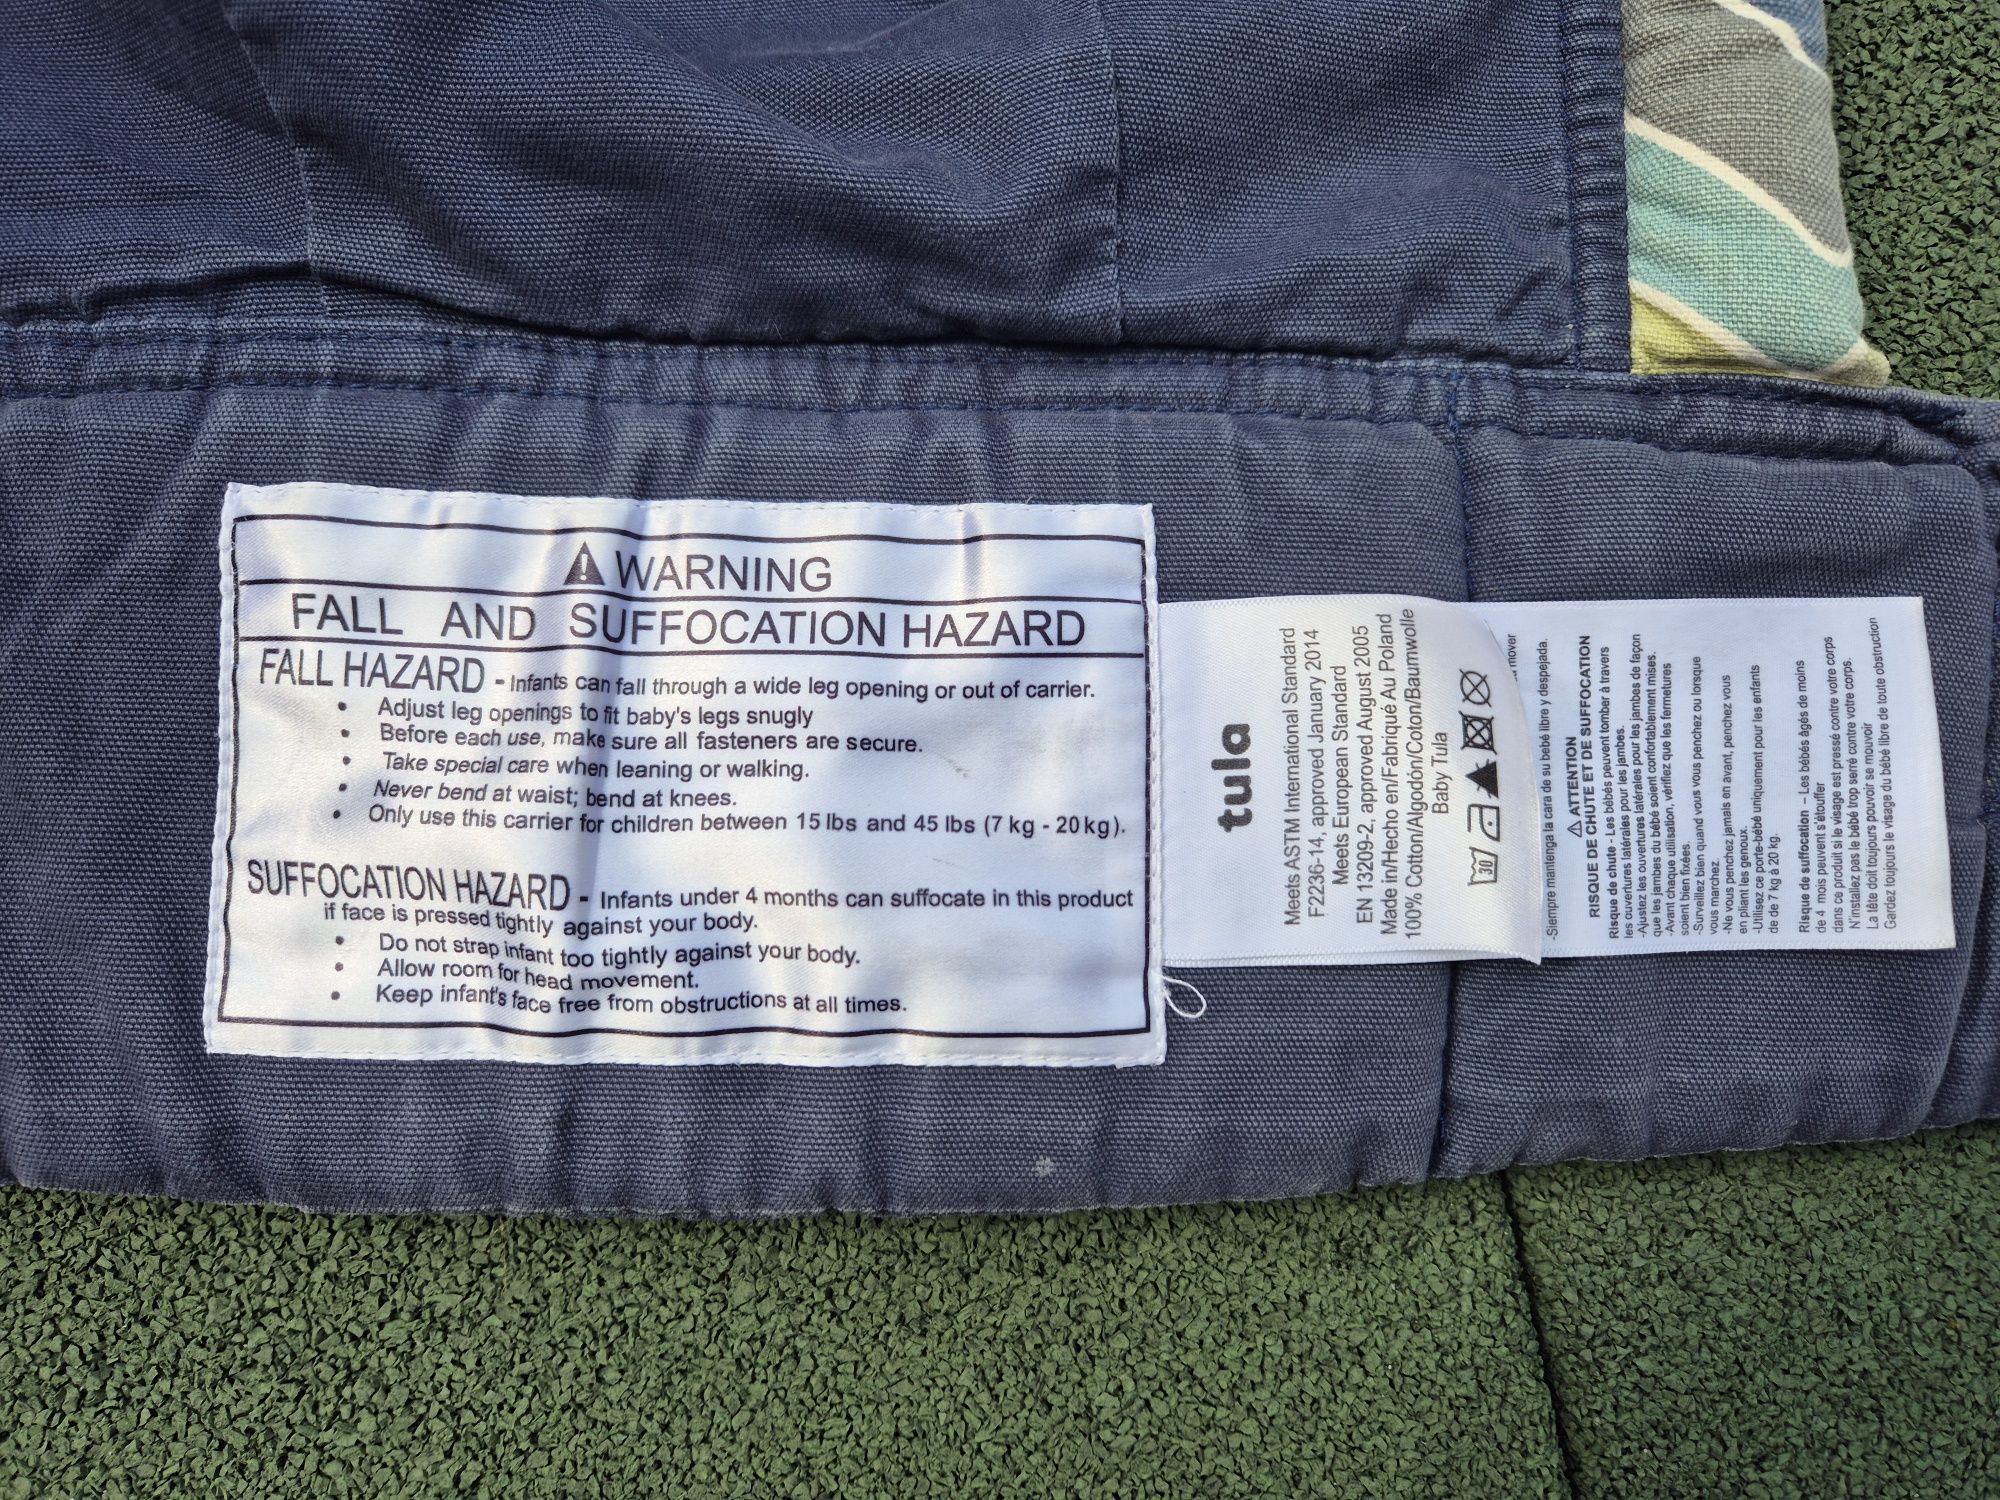 WARNING
FALL AND SUFFOCATION HAZARD
FALL HAZARD - Infants can fall through a wide leg opening or out of carrier.
• Adjust leg openings to fit baby's legs snugly
• Before each use, make sure all fasteners are secure.
• Take special care when leaning or walking.
• Never bend at waist; bend at knees.
• Only use this carrier for children between 15 lbs and 45 lbs (7 kg - 20 kg).
SUFFOCATION HAZARD - Infants under 4 months can suffocate in this product
if face is pressed tightly against your body.
• Do not strap infant too tightly against your body.
• Allow room for head movement.
• Keep infant's face free from obstructions at all times.
tula
Meets ASTM International Standard
F2236-14, approved January 2014
Meets European Standard
EN 13209-2, approved August 2005
Made in/Hecho en/Fabriqué Au Poland
100% Cotton/Algodón/Coton/Baumwolle
Baby Tula
30
mover
-Siempre mantenga la cara de su bebé libre y despejada.
ATTENTION
RISQUE DE CHUTE ET DE SUFFOCATION
Risque de chute - Les bébés peuvent tomber à travers
les ouvertures latérales pour les jambes.
-Ajustez les ouvertures latérales pour les jambes de façon
que les jambes du bébé soient confortablement mises.
-Avant chaque utilisation, vérifiez que les fermetures
soient bien fixées.
-Surveillez bien quand vous vous penchez ou lorsque
vous marchez.
-Ne vous penchez jamais en avant, penchez vous
en pliant les genoux.
-Utilisez ce porte-bébé uniquement pour les enfants
de de 7 kg à 20 kg.
Risque de suffocation – Les bébés âgés de moins
de 4 mois peuvent s'étouffer
dans ce produit si le visage est pressé contre votre corps
N'installez pas le bébé trop serré contre votre corps.
La tête doit toujours pouvoir se mouvoir
Gardez toujours le visage du bébé libre de toute obstruction